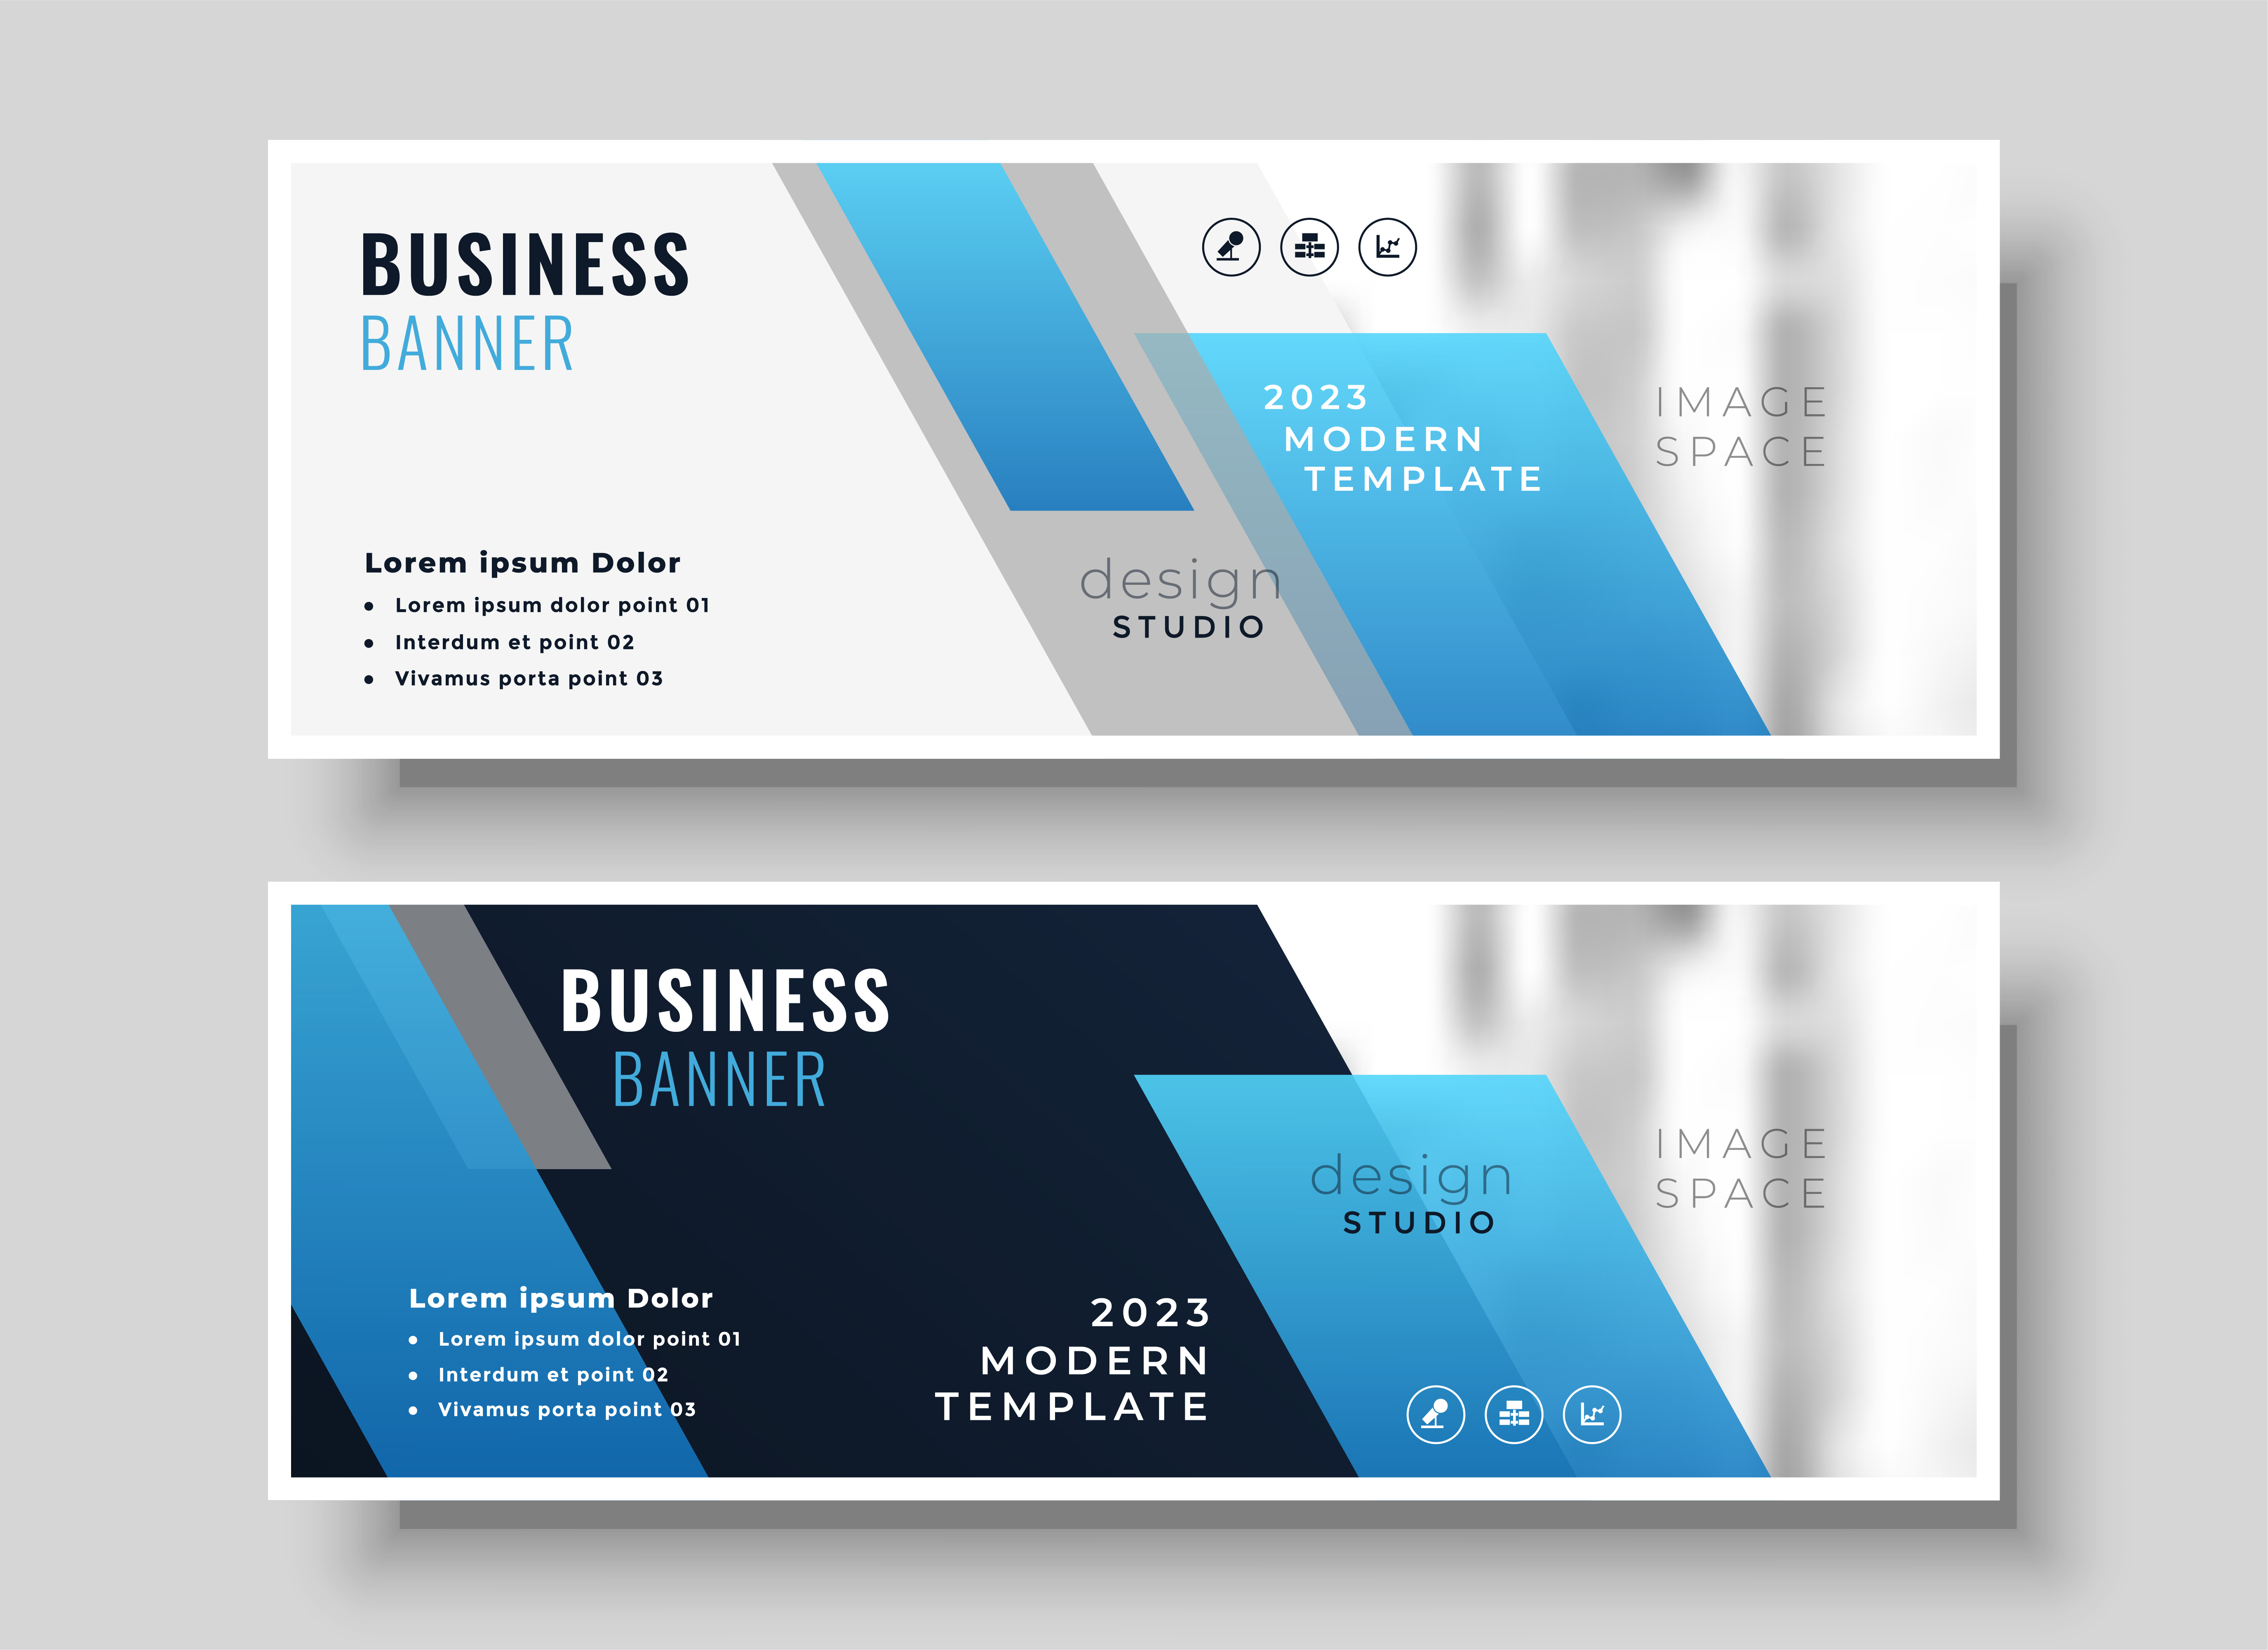 BUSINESS
BANNER
Lorem ipsum Dolor
• Lorem ipsum dolor point 01
• Interdum et point 02
• Vivamus porta point 03
design
STUDIO
2023
MODERN
TEMPLATE
IMAGE
SPACE
BUSINESS
BANNER
Lorem ipsum Dolor
• Lorem ipsum dolor point 01
• Interdum et point 02
• Vivamus porta point 03
2023
MODERN
TEMPLATE
design
STUDIO
IMAGE
SPACE